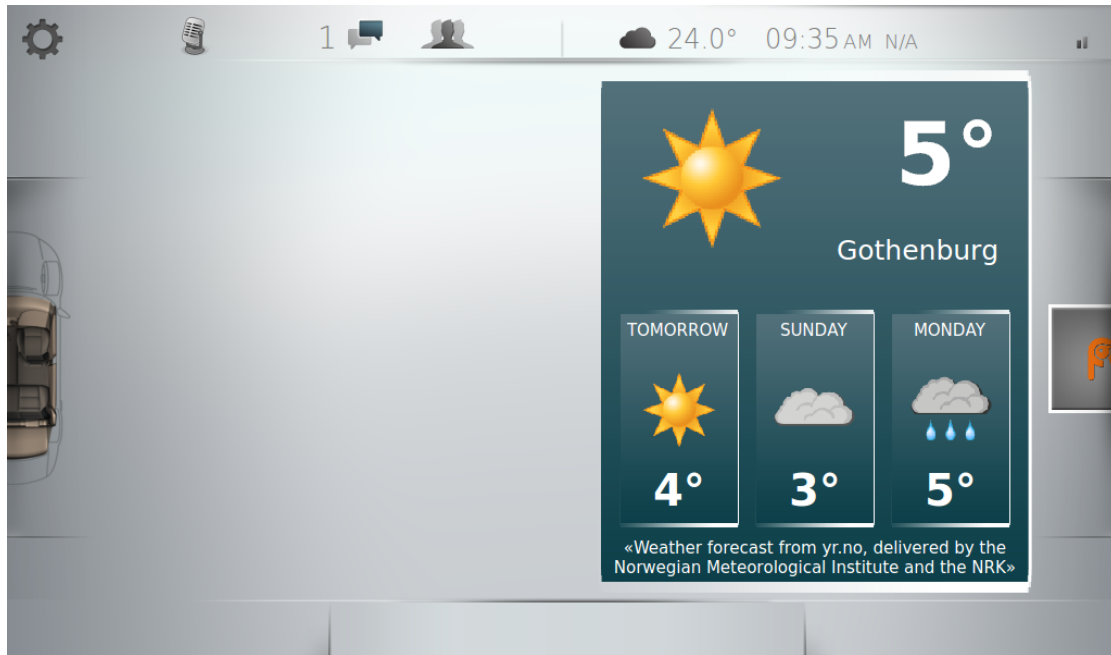 1 24.0° 09:35 AM N/A
5°
Gothenburg
TOMORROW SUNDAY MONDAY
4° 3° 5°
«Weather forecast from yr.no, delivered by the
Norwegian Meteorological Institute and the NRK»